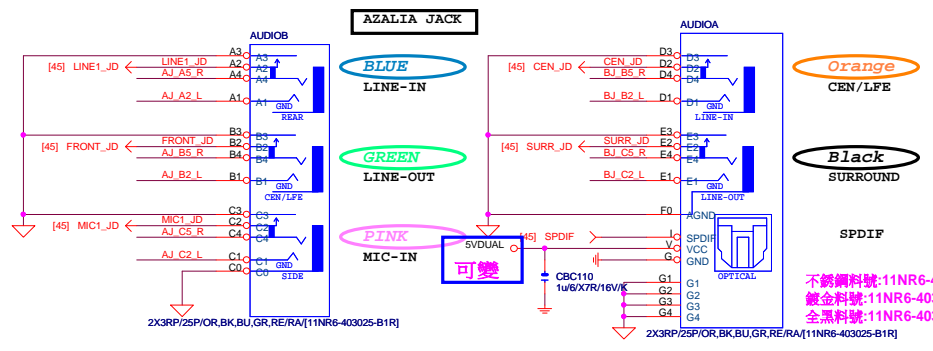 AZALIA JACK
AUDIOB
A3 A3
[45] LINE1_JD LINE1_JD A2 A2
AJ_A5_R A4 A4
AJ_A2_L A1 A1
GND
REAR
BLUE
LINE-IN
B3 B3
[45] FRONT_JD FRONT_JD B2 B2
AJ_B5_R B4 B4
AJ_B2_L B1 B1
GND
CEN/LFE
GREEN
LINE-OUT
C3 C3
[45] MIC1_JD MIC1_JD C2 C2
AJ_C5_R C4 C4
AJ_C2_L C1 C1
GND
C0 C0
SIDE
PINK
MIC-IN
2X3RP/25P/OR,BK,BU,GR,RE/RA/[11NR6-403025-B1R]
AUDIOA
D3 D3
[45] CEN_JD CEN_JD D2 D2
BJ_B5_R D4 D4
BJ_B2_L D1 D1
GND
LINE-IN
Orange
CEN/LFE
E3 E3
[45] SURR_JD SURR_JD E2 E2
BJ_C5_R E4 E4
BJ_C2_L E1 E1
GND
LINE-OUT
Black
SURROUND
F0 AGND
[45] SPDIF I SPDIF
5VDUAL V VCC
G GND
可變
CBC110
1u/6/X7R/16V/K
OPTICAL
SPDIF
G1 G1
G2 G2
G3 G3
G4 G4
不銹鋼料號:11NR6-4
鍍金料號:11NR6-403
全黑料號:11NR6-403
2X3RP/25P/OR,BK,BU,GR,RE/RA/[11NR6-403025-B1R]